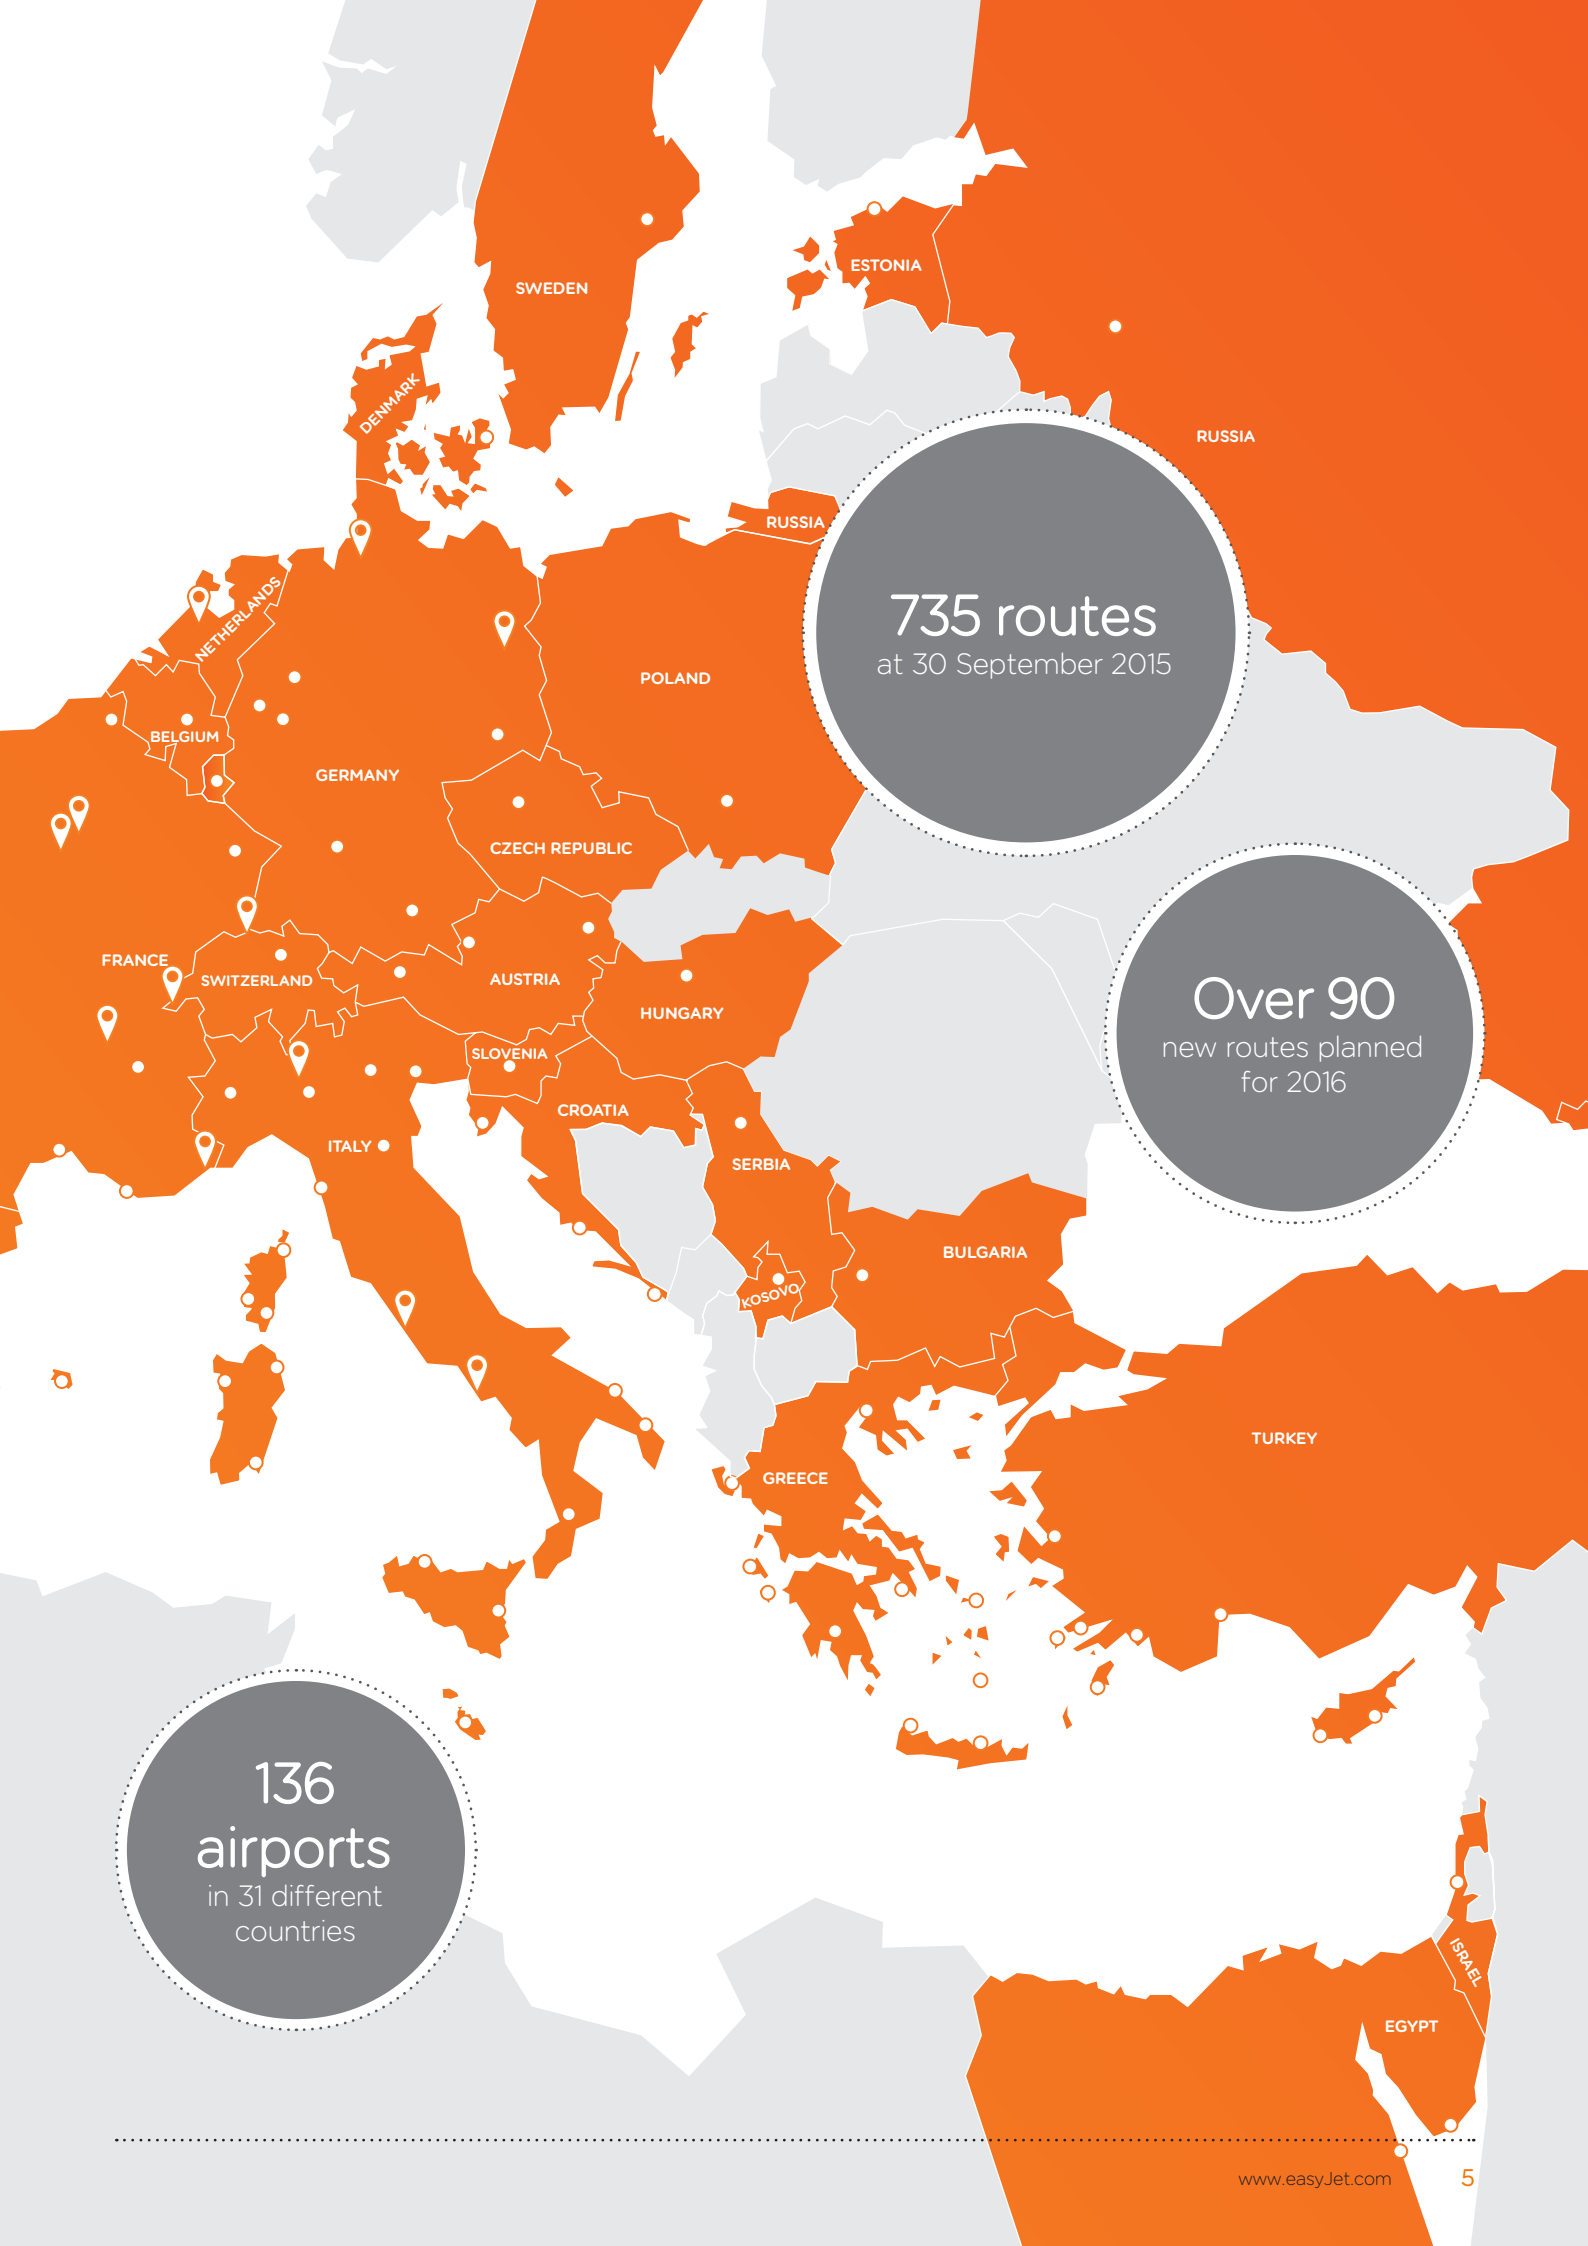 SWEDEN
ESTONIA
DENMARK
RUSSIA
RUSSIA
NETHERLANDS
735 routes
at 30 September 2015
POLAND
BELGIUM
GERMANY
CZECH REPUBLIC
FRANCE
SWITZERLAND
AUSTRIA
HUNGARY
Over 90
new routes planned
for 2016
SLOVENIA
CROATIA
ITALY
SERBIA
BULGARIA
KOSOVO
TURKEY
GREECE
136
airports
in 31 different
countries
ISRAEL
EGYPT
www.easyJet.com
5